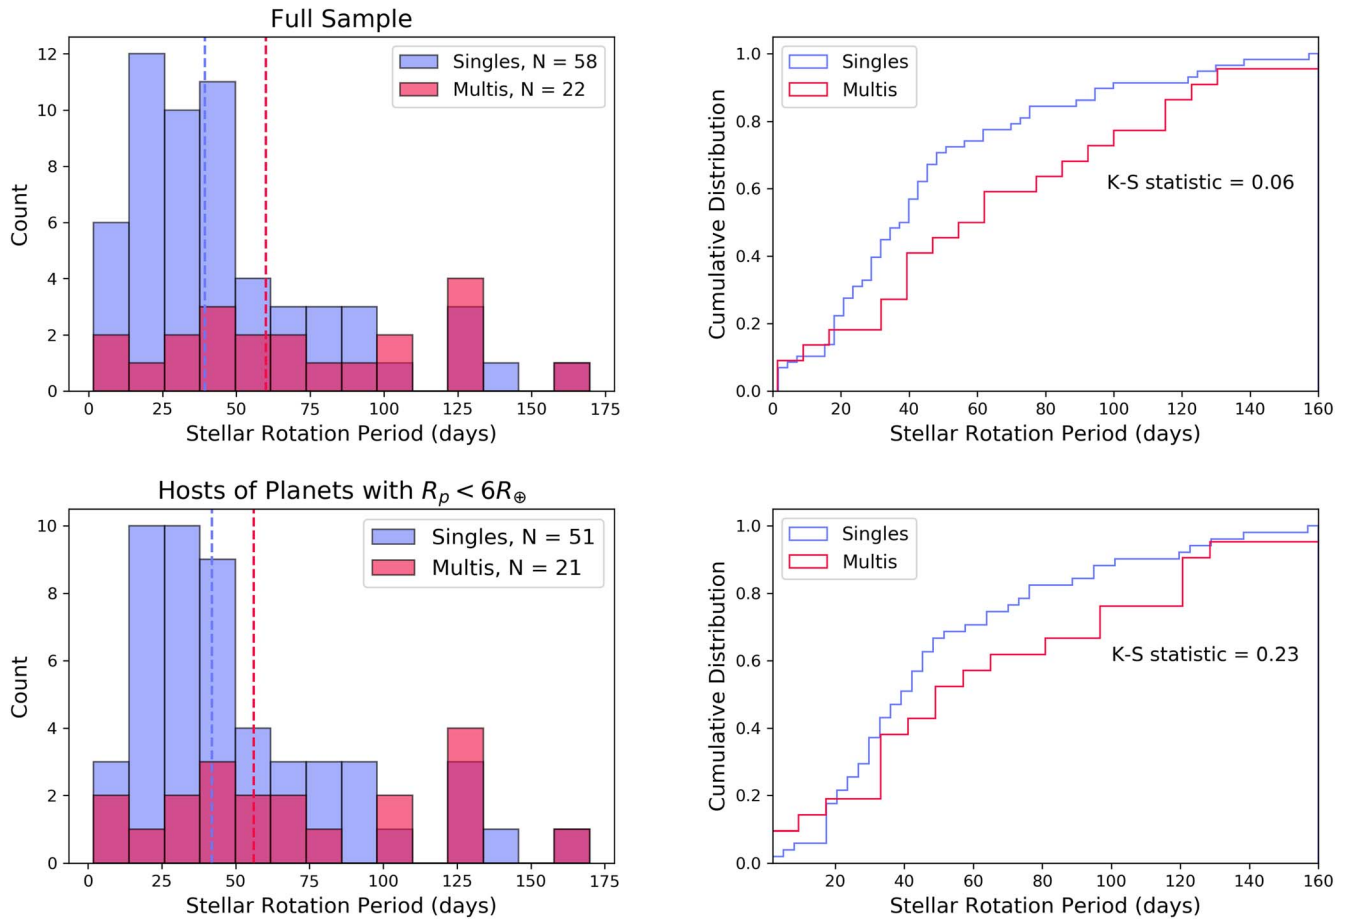 Full Sample
Singles, N = 58
Multis, N = 22
Count
0
2
4
6
8
10
12
0 25 50 75 100 125 150 175
Stellar Rotation Period (days)
Singles
Multis
K-S statistic = 0.06
Cumulative Distribution
0.0
0.2
0.4
0.6
0.8
1.0
0 20 40 60 80 100 120 140 160
Stellar Rotation Period (days)
Hosts of Planets with $R_p < 6R_⊕$
Singles, N = 51
Multis, N = 21
Count
0
2
4
6
8
10
0 25 50 75 100 125 150 175
Stellar Rotation Period (days)
Singles
Multis
K-S statistic = 0.23
Cumulative Distribution
0.0
0.2
0.4
0.6
0.8
1.0
20 40 60 80 100 120 140 160
Stellar Rotation Period (days)